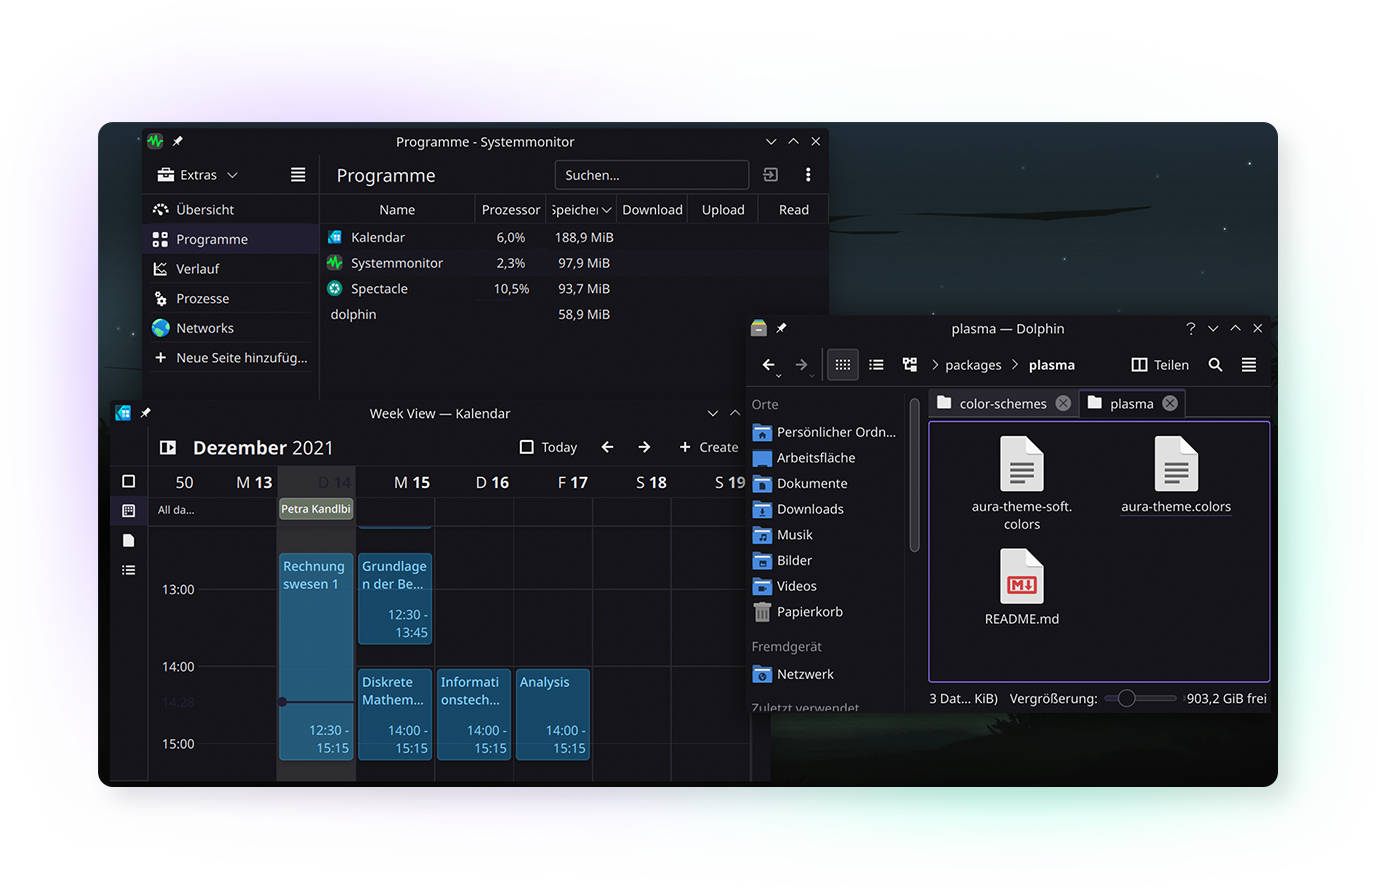 Programme - Systemmonitor
Extras
Programme
Suchen...
Name Prozessor Speicher Download Upload Read
Übersicht
Programme
Verlauf
Prozesse
Networks
Neue Seite hinzufüg...
Kalendar 6,0% 188,9 MiB
Systemmonitor 2,3% 97,9 MiB
Spectacle 10,5% 93,7 MiB
dolphin 58,9 MiB
Week View — Kalendar
Dezember 2021
Today
Create
50 M 13 D 14 M 15 D 16 F 17 S 18 S 19
All da...
Petra Kandlbi
13:00
14:00
14:28
15:00
Rechnung
swesen 1
12:30 -
15:15
Grundlage
n der Be...
12:30 -
13:45
Diskrete
Mathem...
14:00 -
15:15
Informati
onstech...
14:00 -
15:15
Analysis
14:00 -
15:15
plasma — Dolphin
packages
plasma
Teilen
Orte
Persönlicher Ordn...
Arbeitsfläche
Dokumente
Downloads
Musik
Bilder
Videos
Papierkorb
Fremdgerät
Netzwerk
Zuletzt verwendet
color-schemes
plasma
aura-theme-soft.
colors
aura-theme.colors
M
README.md
3 Dat... KiB)
Vergrößerung:
903,2 GiB frei